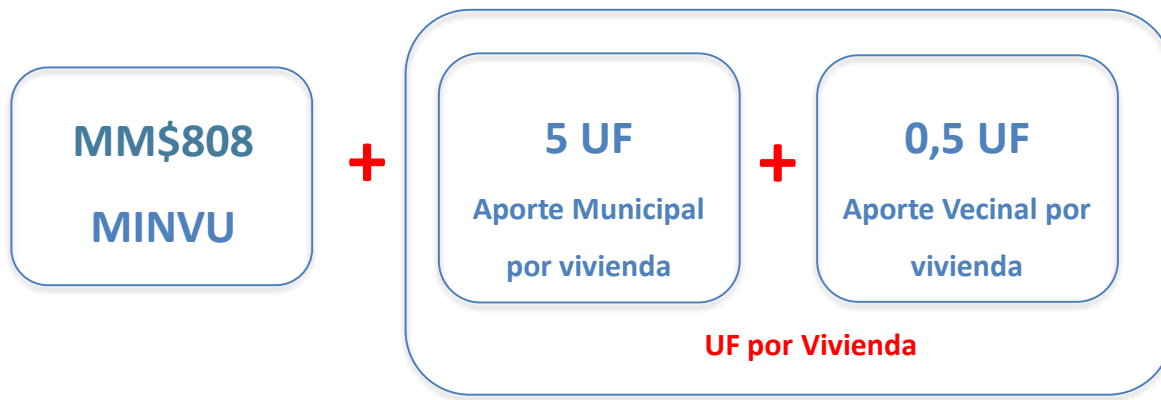 MM$808
MINVU
+
5 UF
Aporte Municipal
por vivienda
+
0,5 UF
Aporte Vecinal por
vivienda
UF por Vivienda